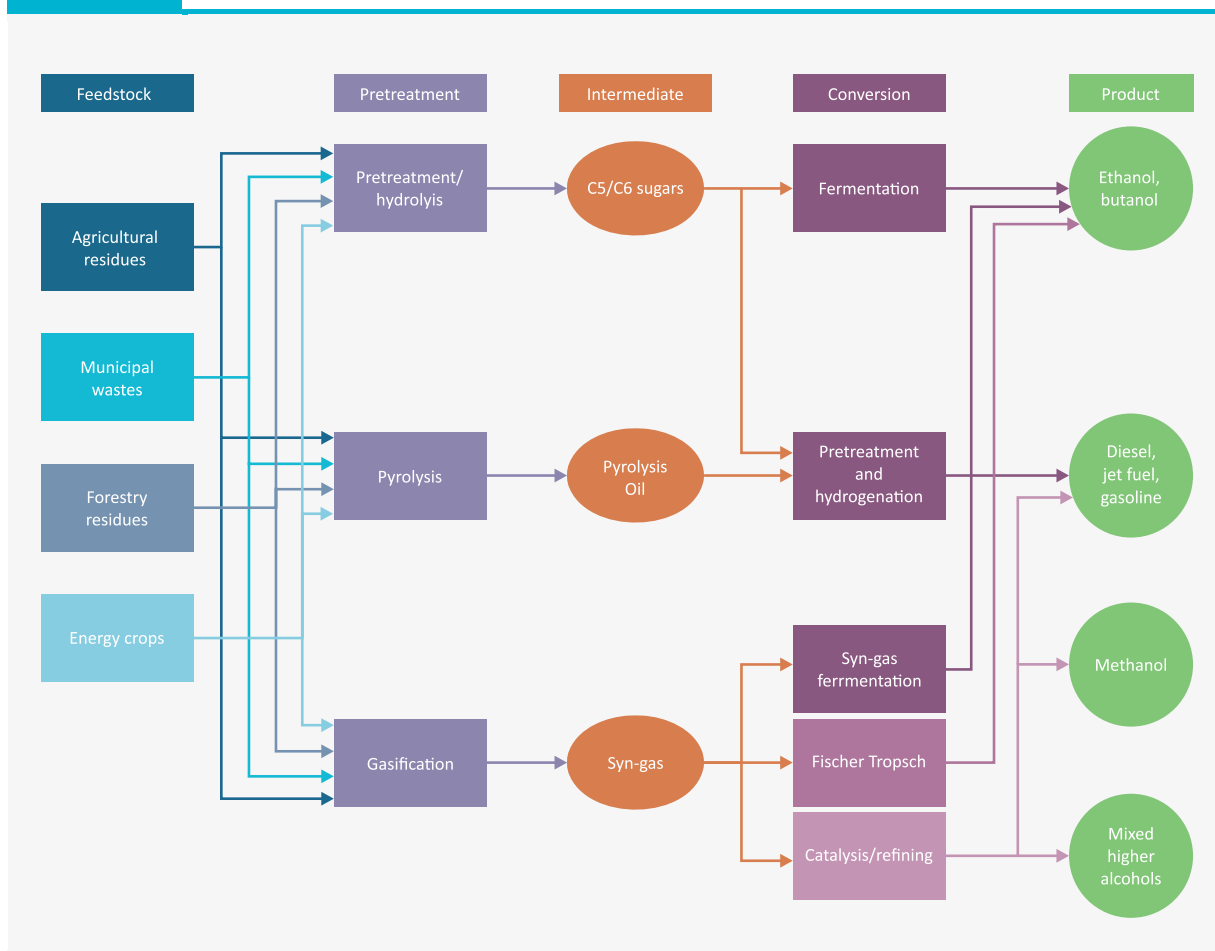 Feedstock
Pretreatment
Intermediate
Conversion
Product
Agricultural
residues
Municipal
wastes
Forestry
residues
Energy crops
Pretreatment/
hydrolyis
Pyrolysis
Gasification
C5/C6 sugars
Pyrolysis
Oil
Syn-gas
Fermentation
Pretreatment
and
hydrogenation
Syn-gas
ferrmentation
Fischer Tropsch
Catalysis/refining
Ethanol,
butanol
Diesel,
jet fuel,
gasoline
Methanol
Mixed
higher
alcohols